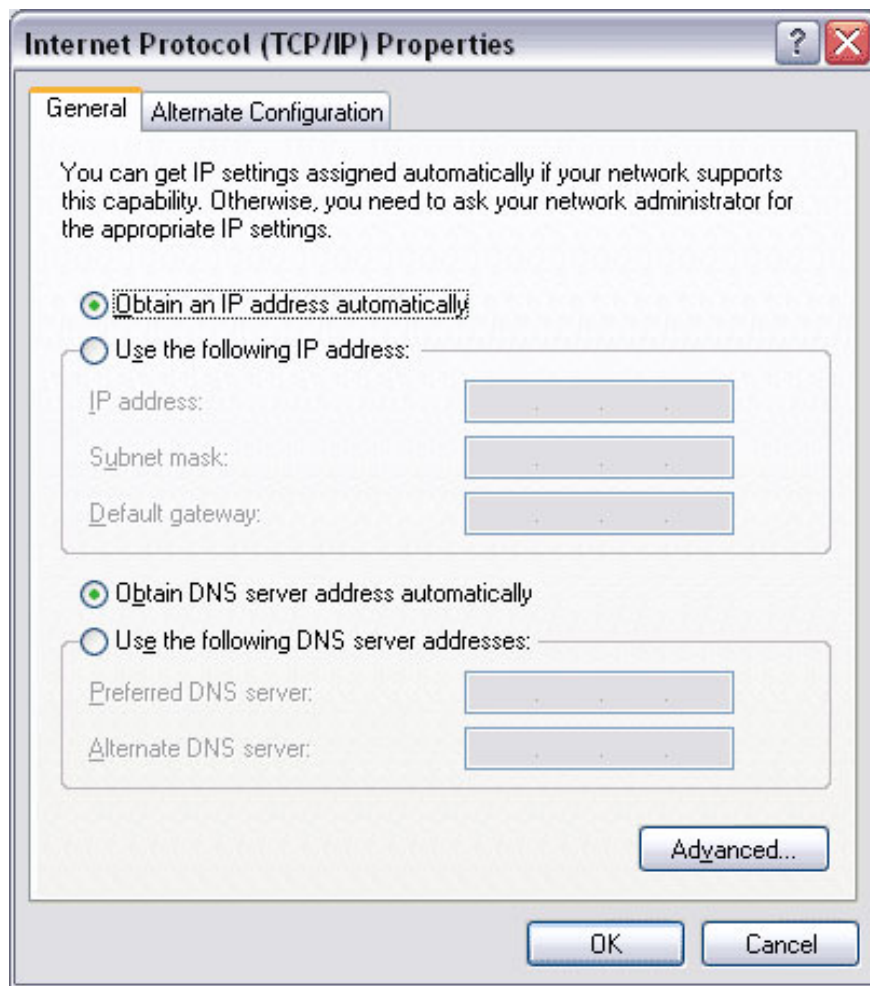 Internet Protocol (TCP/IP) Properties
General
Alternate Configuration
You can get IP settings assigned automatically if your network supports
this capability. Otherwise, you need to ask your network administrator for
the appropriate IP settings.
Obtain an IP address automatically
Use the following IP address:
IP address:
Subnet mask:
Default gateway:
Obtain DNS server address automatically
Use the following DNS server addresses:
Preferred DNS server:
Alternate DNS server:
Advanced...
OK
Cancel